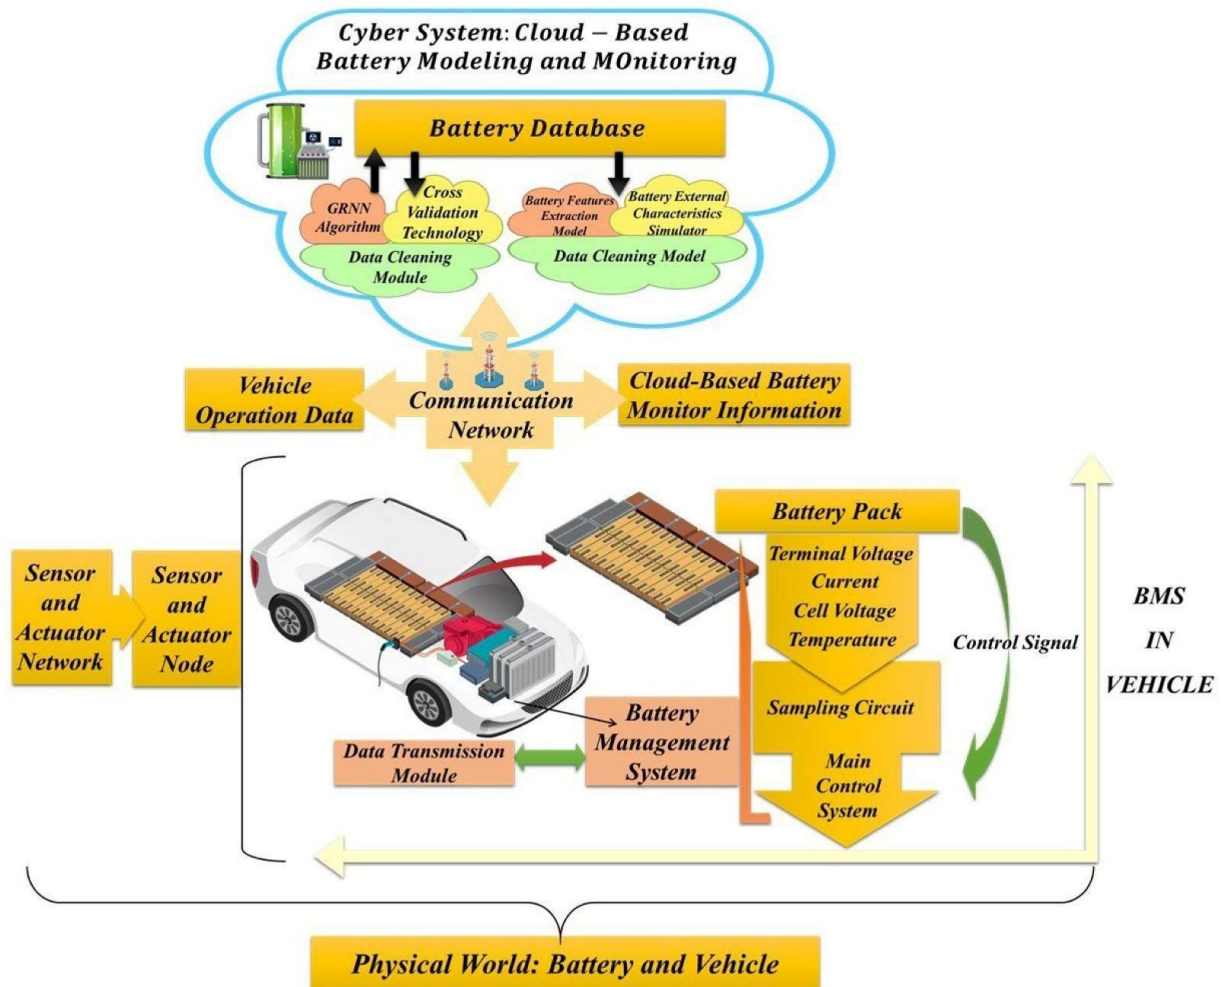 Cyber System: Cloud – Based
Battery Modeling and MOnitoring
Battery Database
GRNN
Algorithm
Cross
Validation
Technology
Data Cleaning
Module
Battery Features
Extraction
Model
Battery External
Characteristics
Simulator
Data Cleaning Model
Vehicle
Operation Data
Communication
Network
Cloud-Based Battery
Monitor Information
Sensor
and
Actuator
Network
Sensor
and
Actuator
Node
Battery Pack
Terminal Voltage
Current
Cell Voltage
Temperature
Control Signal
BMS
IN
VEHICLE
Sampling Circuit
Main
Control
System
Battery
Management
System
Data Transmission
Module
Physical World: Battery and Vehicle